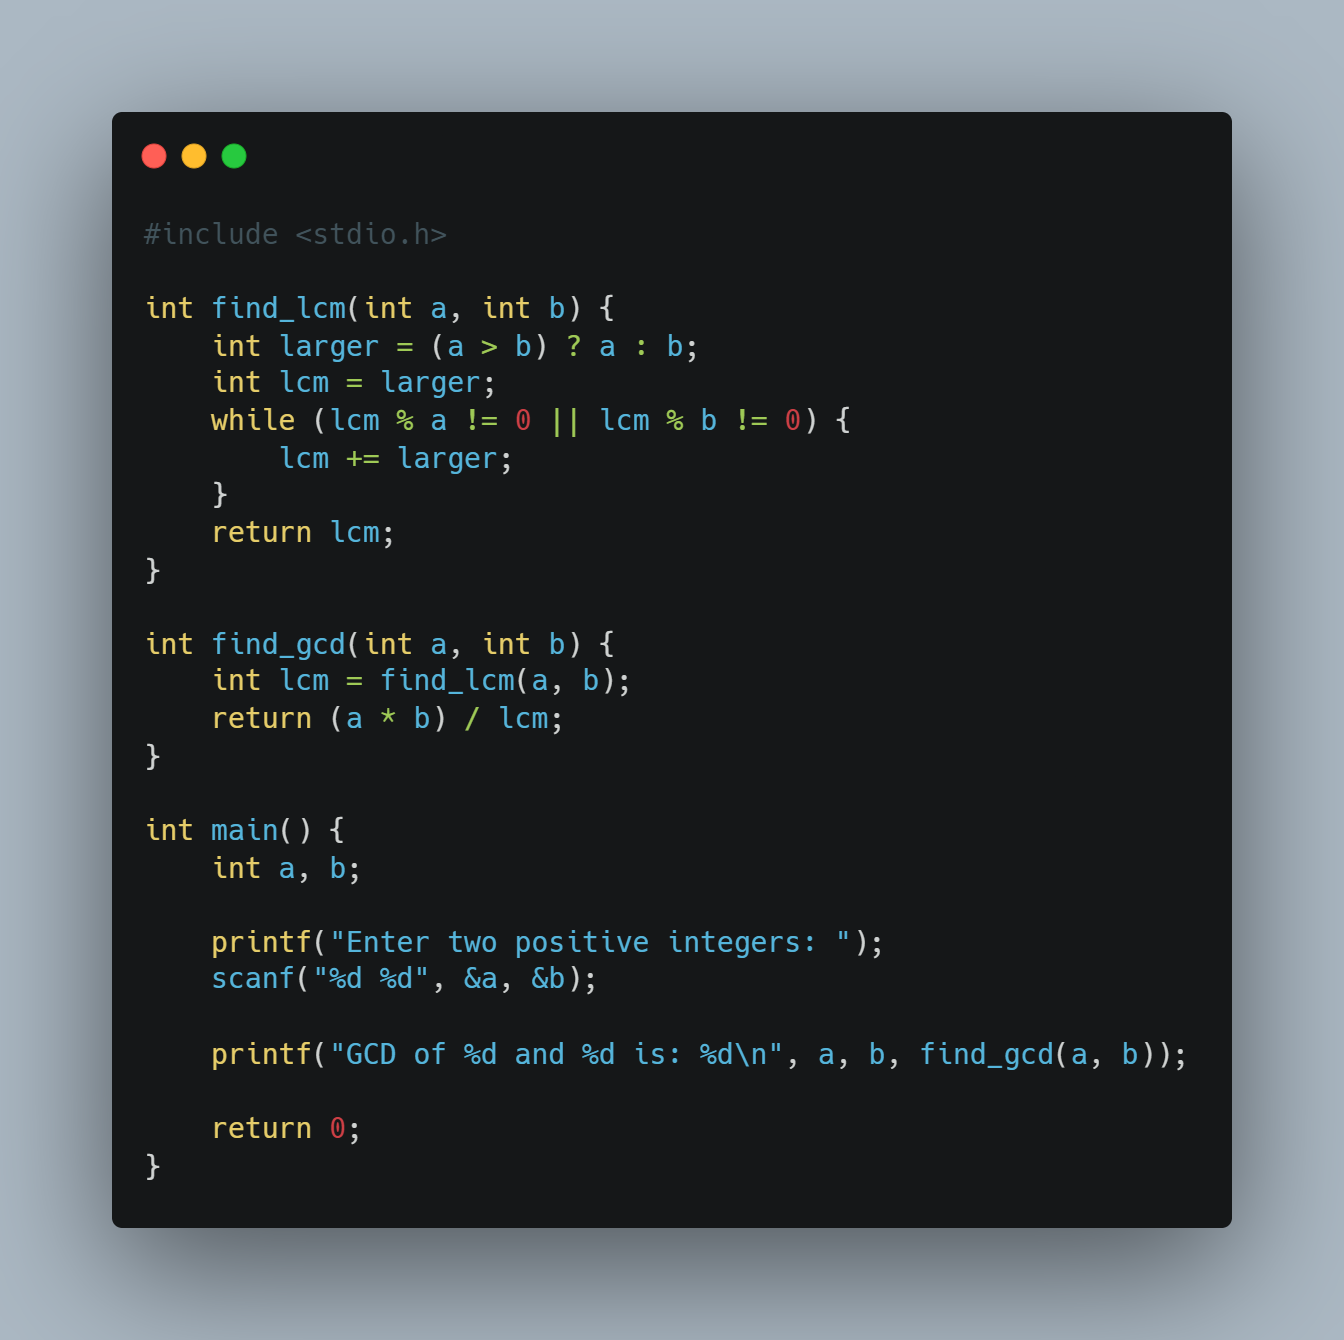 #include <stdio.h>

int find_lcm(int a, int b) {
    int larger = (a > b) ? a : b;
    int lcm = larger;
    while (lcm % a != 0 || lcm % b != 0) {
        lcm += larger;
    }
    return lcm;
}

int find_gcd(int a, int b) {
    int lcm = find_lcm(a, b);
    return (a * b) / lcm;
}

int main() {
    int a, b;

    printf("Enter two positive integers: ");
    scanf("%d %d", &a, &b);

    printf("GCD of %d and %d is: %d\n", a, b, find_gcd(a, b));

    return 0;
}